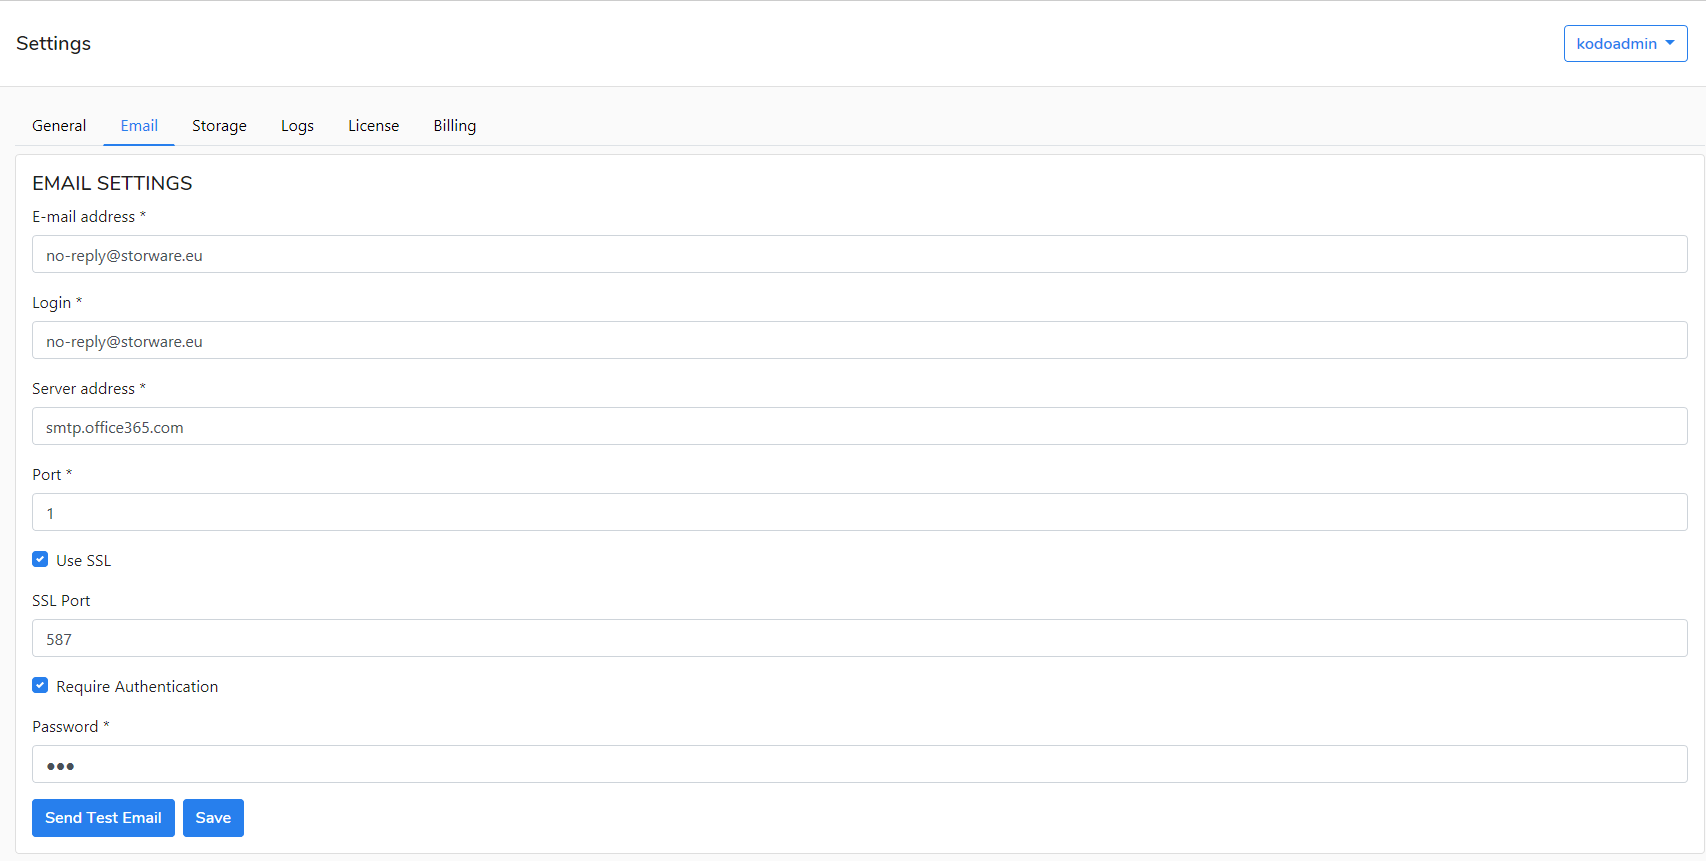 Settings
kodoadmin
General Email Storage Logs License Billing
EMAIL SETTINGS
E-mail address *
no-reply@storware.eu
Login *
no-reply@storware.eu
Server address *
smtp.office365.com
Port *
1
Use SSL
SSL Port
587
Require Authentication
Password *
●●●
Send Test Email Save